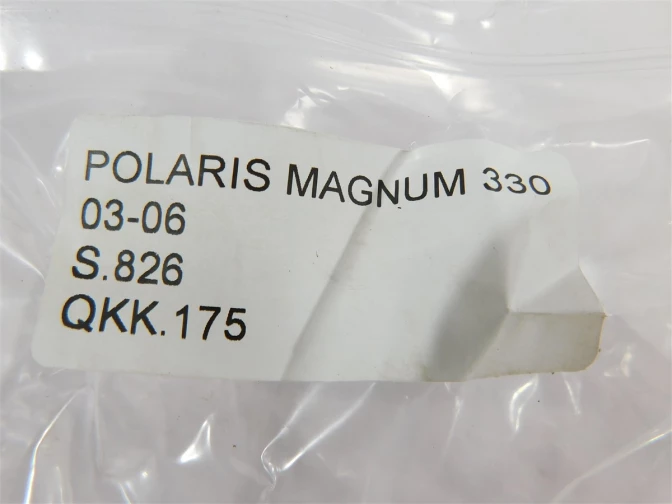 POLARIS MAGNUM 330
03-06
S.826
QKK.175